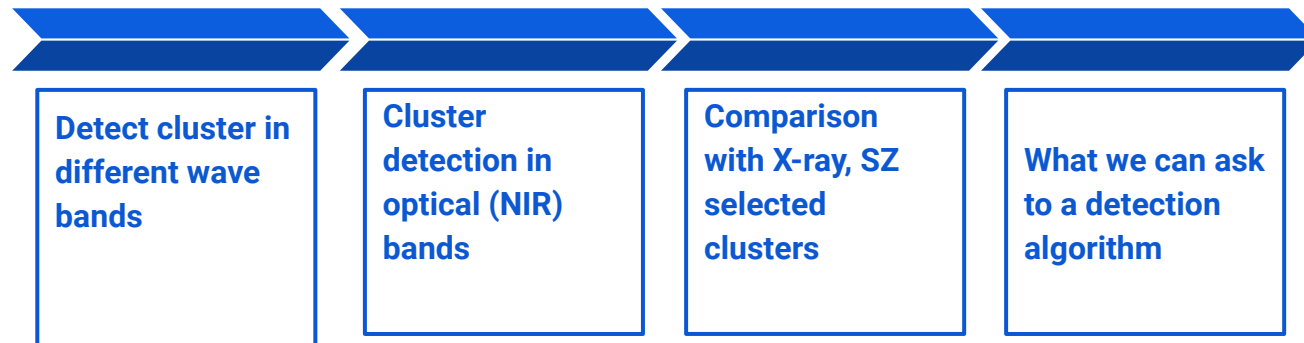 Detect cluster in
different wave
bands
Cluster
detection in
optical (NIR)
bands
Comparison
with X-ray, SZ
selected
clusters
What we can ask
to a detection
algorithm